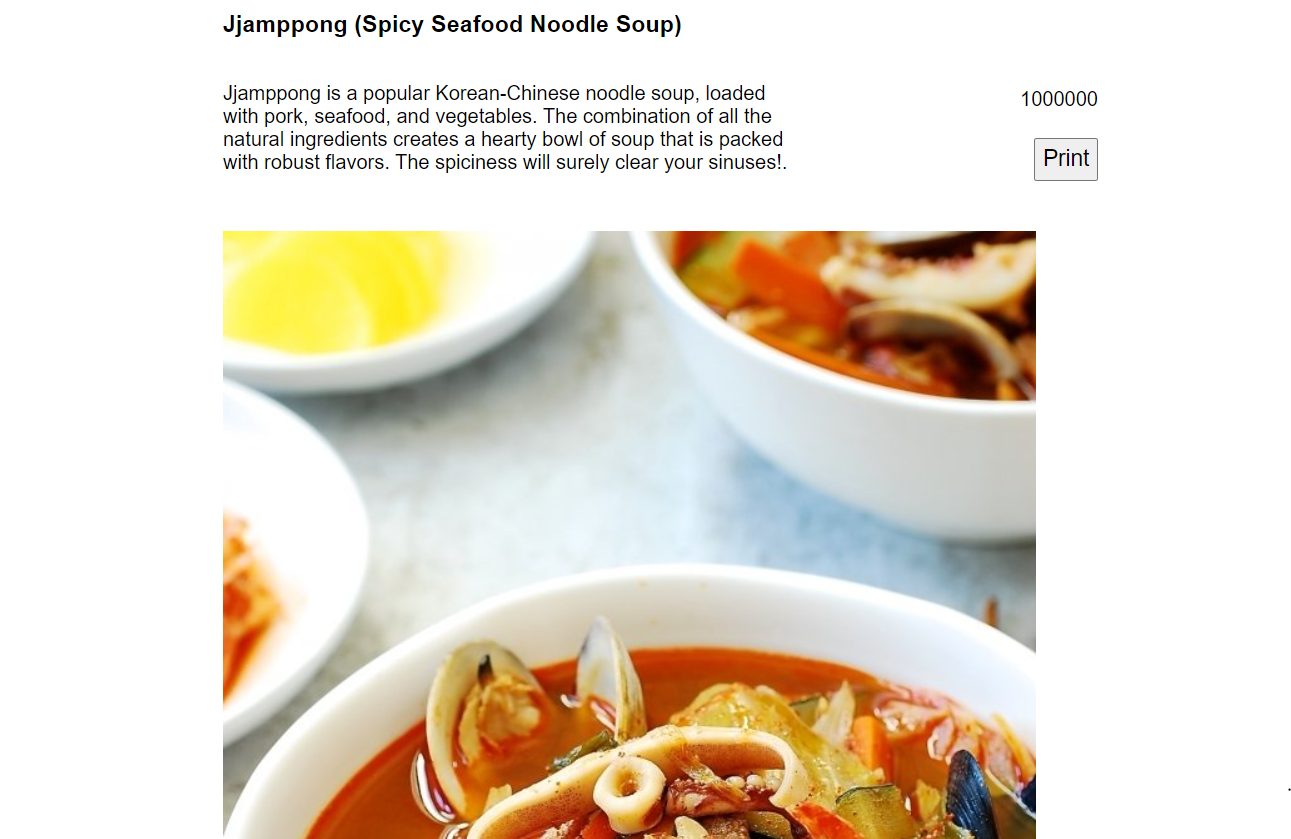 Jjamppong (Spicy Seafood Noodle Soup)
Jjamppong is a popular Korean-Chinese noodle soup, loaded
with pork, seafood, and vegetables. The combination of all the
natural ingredients creates a hearty bowl of soup that is packed
with robust flavors. The spiciness will surely clear your sinuses!.
1000000
Print
.